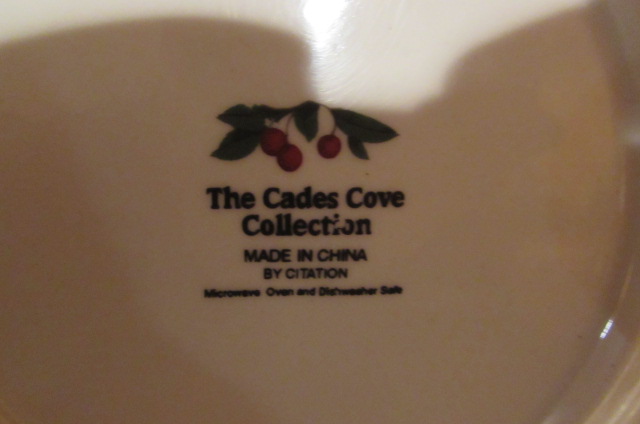 The Cades Cove
Collection
MADE IN CHINA
BY CITATION
Microwave Oven and Dishwasher Safe